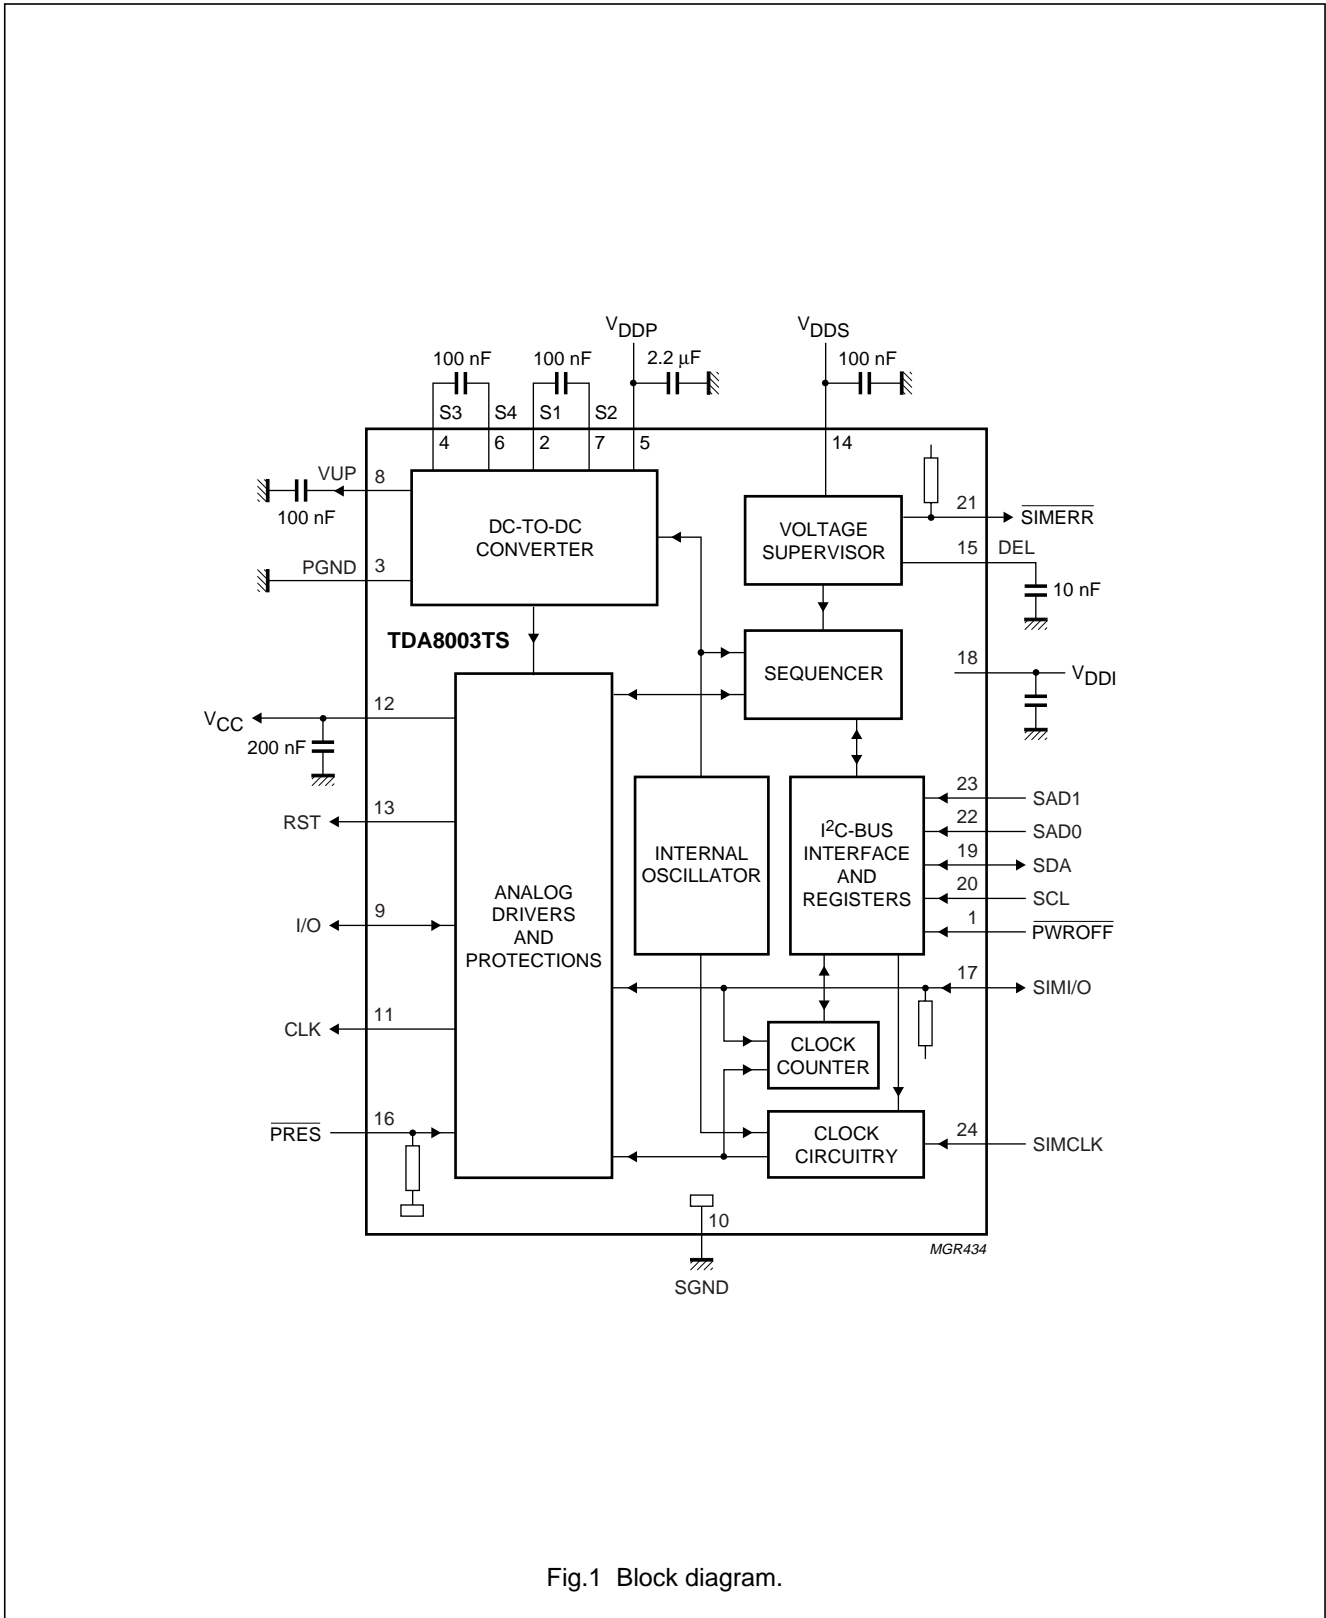 VDDP
VDDS
100 nF
100 nF
2.2 μF
100 nF
S3
S4
S1
S2
4
6
2
7
5
14
VUP
8
100 nF
DC-TO-DC
CONVERTER
VOLTAGE
SUPERVISOR
21
SIMERR
15
DEL
10 nF
PGND
3
TDA8003TS
SEQUENCER
18
VDDI
VCC
12
200 nF
RST
13
I/O
9
CLK
11
PRES
16
ANALOG
DRIVERS
AND
PROTECTIONS
INTERNAL
OSCILLATOR
I2C-BUS
INTERFACE
AND
REGISTERS
23
SAD1
22
SAD0
19
SDA
20
SCL
1
PWROFF
17
SIMI/O
CLOCK
COUNTER
CLOCK
CIRCUITRY
24
SIMCLK
10
SGND
MGR434
Fig.1 Block diagram.